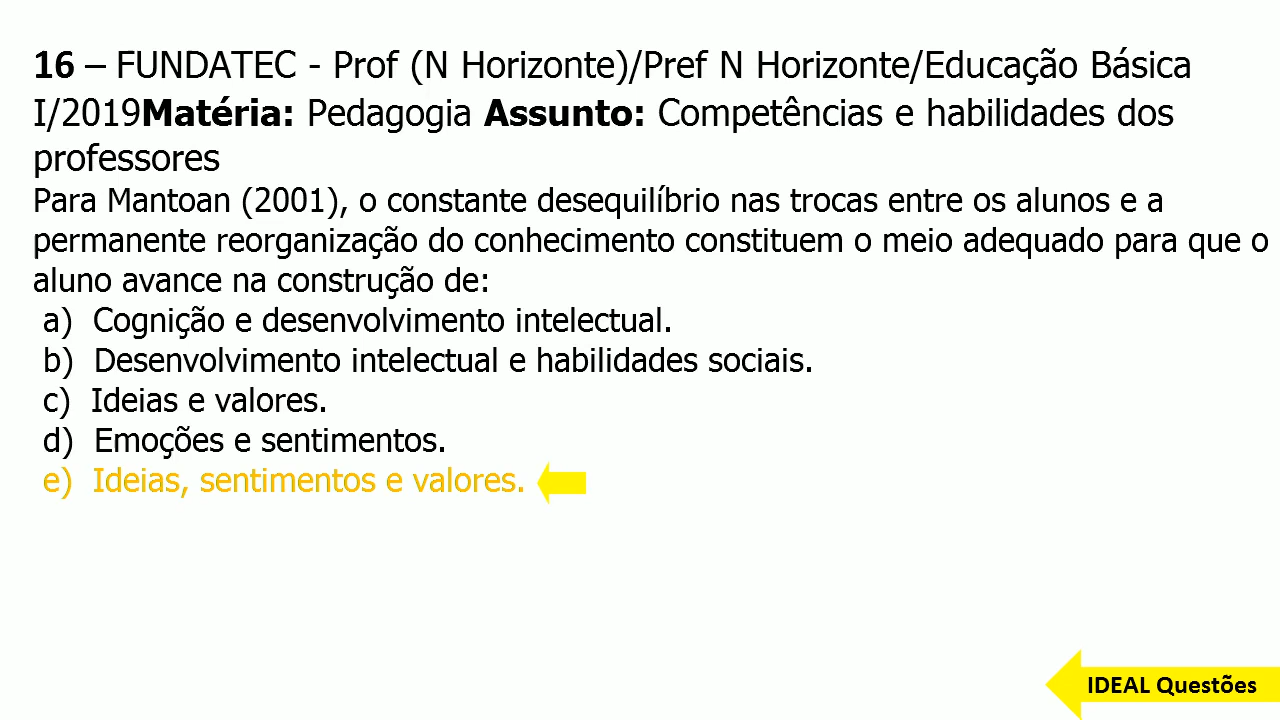 16 – FUNDATEC - Prof (N Horizonte)/Pref N Horizonte/Educação Básica
I/2019Matéria: Pedagogia Assunto: Competências e habilidades dos
professores
Para Mantoan (2001), o constante desequilíbrio nas trocas entre os alunos e a
permanente reorganização do conhecimento constituem o meio adequado para que o
aluno avance na construção de:
a) Cognição e desenvolvimento intelectual.
b) Desenvolvimento intelectual e habilidades sociais.
c) Ideias e valores.
d) Emoções e sentimentos.
e) Ideias, sentimentos e valores.
IDEAL Questões